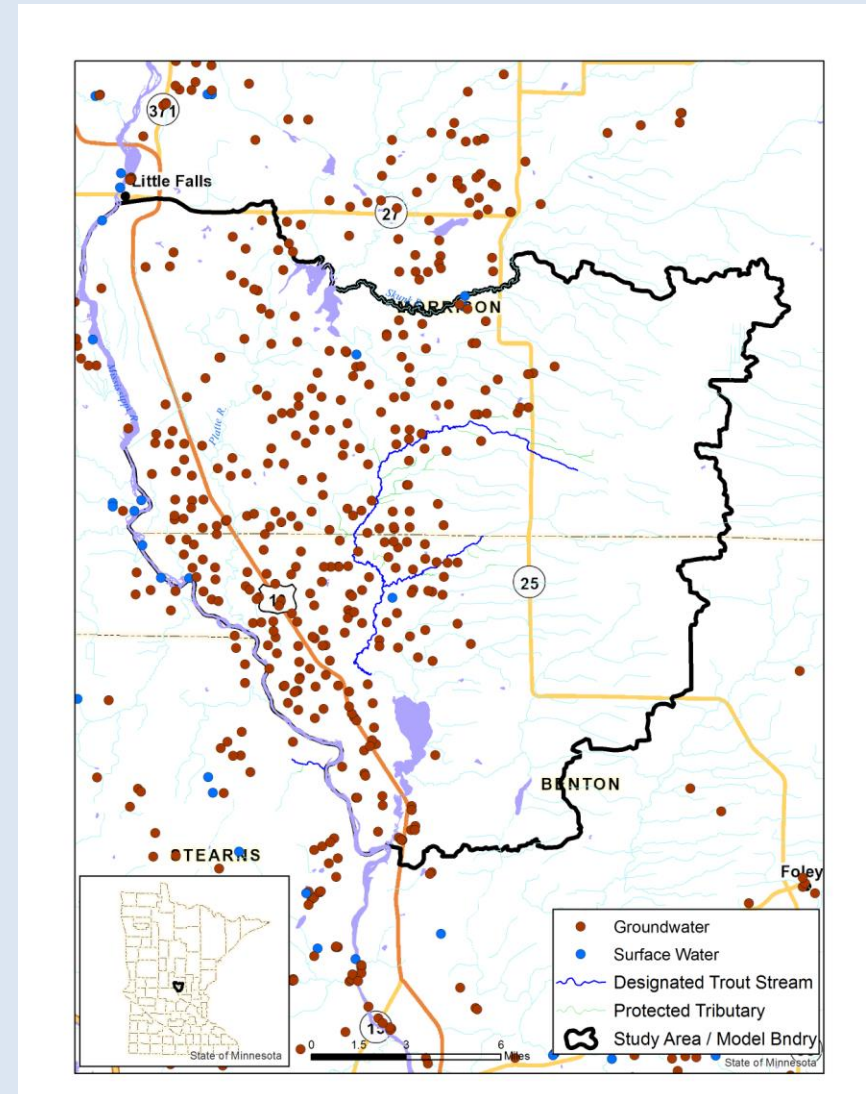 371
Little Falls
27
MORRISON
Mississippi R.
Platte R.
25
BENTON
STEARNS
Foley
Groundwater
Surface Water
Designated Trout Stream
Protected Tributary
Study Area / Model Bndry
State of Minnesota
State of Minnesota
0 1.5 3 6
Miles